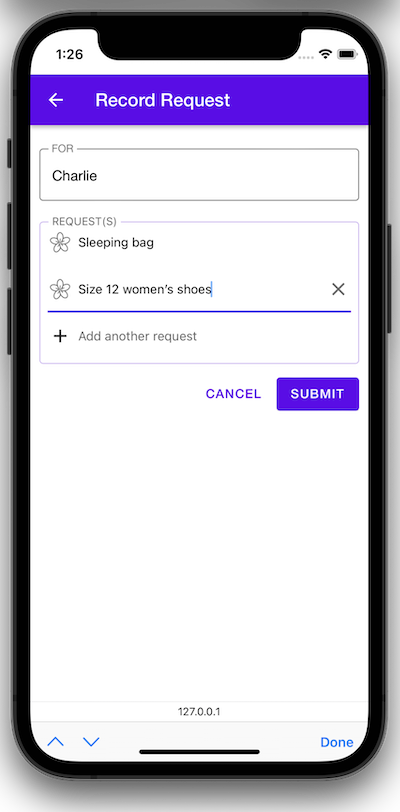 1:26
Record Request
FOR
Charlie
REQUEST(S)
Sleeping bag
Size 12 women’s shoes
Add another request
CANCEL
SUBMIT
127.0.0.1
Done